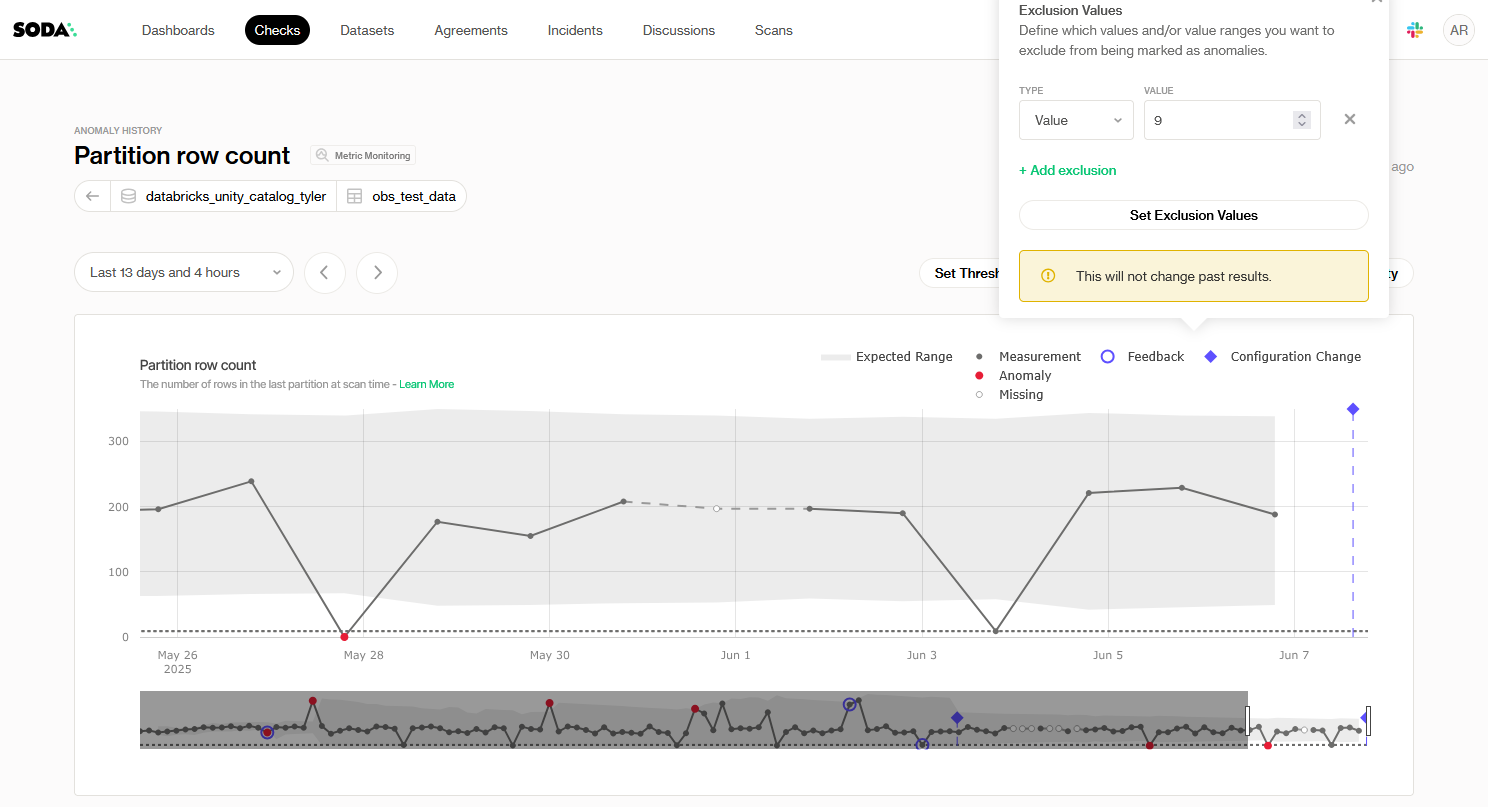 SODA
Dashboards
Checks
Datasets
Agreements
Incidents
Discussions
Scans
AR
Exclusion Values
Define which values and/or value ranges you want to
exclude from being marked as anomalies.
TYPE
VALUE
Value
9
+ Add exclusion
Set Exclusion Values
This will not change past results.
ANOMALY HISTORY
Partition row count
Metric Monitoring
ago
databricks_unity_catalog_tyler
obs_test_data
Last 13 days and 4 hours
Set Thresh
ty
Partition row count
The number of rows in the last partition at scan time - Learn More
Expected Range
Measurement
Feedback
Configuration Change
Anomaly
Missing
300
200
100
0
May 26
2025
May 28
May 30
Jun 1
Jun 3
Jun 5
Jun 7